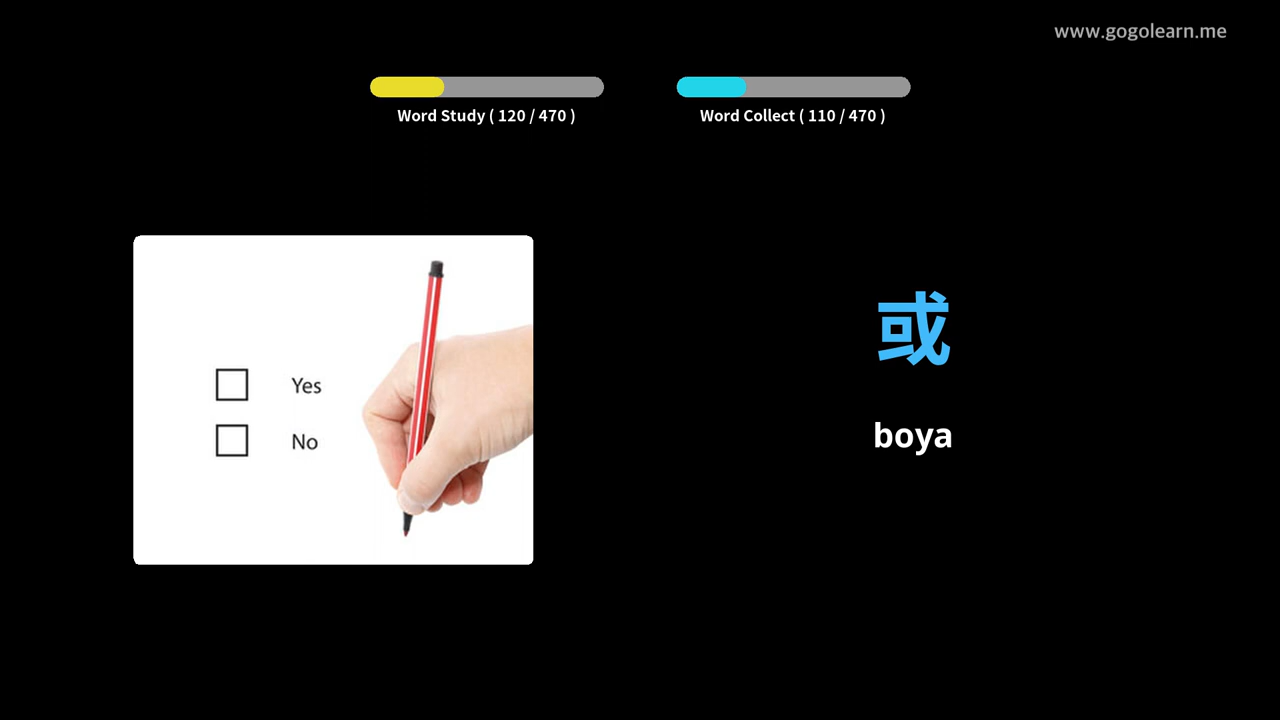 www.gogolearn.me
Word Study ( 120 / 470 )
Word Collect ( 110 / 470 )
Yes
No
或
boya